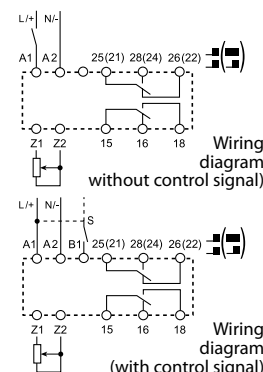 L/+ N/-
A1 A2 25(21) 28(24) 26(22)
Z1 Z2 15 16 18
Wiring
diagram
without control signal)
L/+ N/-
S
A1 A2 B1 25(21) 28(24) 26(22)
Z1 Z2 15 16 18
Wiring
diagram
(with control signal)